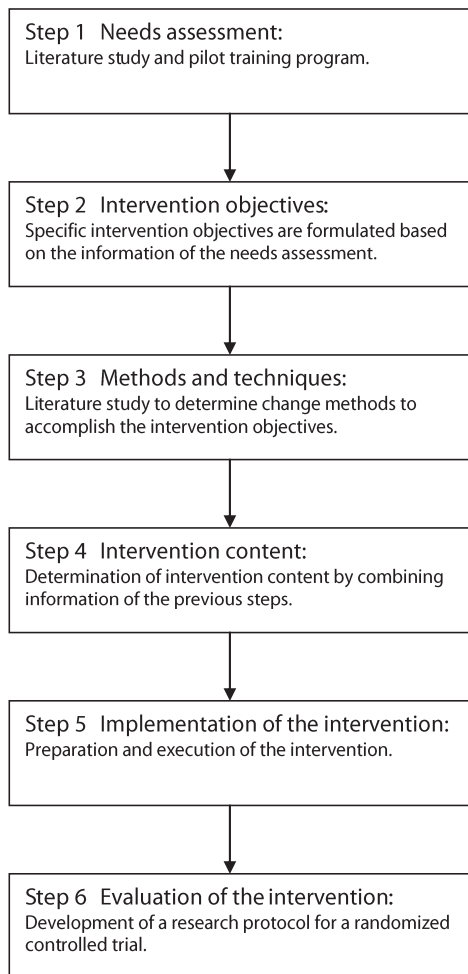 Step 1 Needs assessment:
Literature study and pilot training program.
Step 2 Intervention objectives:
Specific intervention objectives are formulated based
on the information of the needs assessment.
Step 3 Methods and techniques:
Literature study to determine change methods to
accomplish the intervention objectives.
Step 4 Intervention content:
Determination of intervention content by combining
information of the previous steps.
Step 5 Implementation of the intervention:
Preparation and execution of the intervention.
Step 6 Evaluation of the intervention:
Development of a research protocol for a randomized
controlled trial.